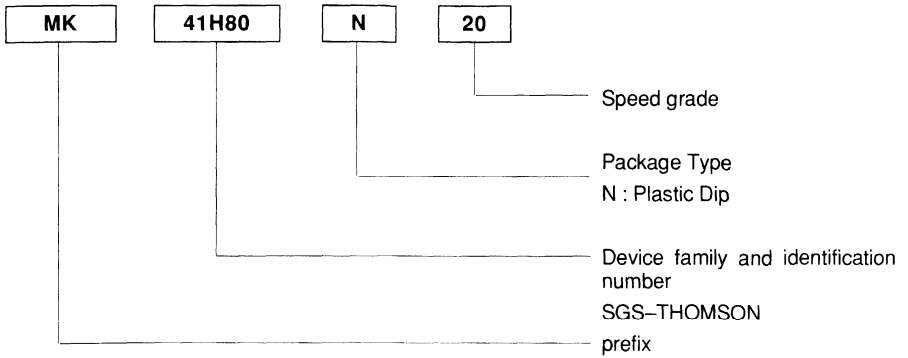 MK 41H80 N 20
Speed grade
Package Type
N : Plastic Dip
Device family and identification
number
SGS–THOMSON
prefix